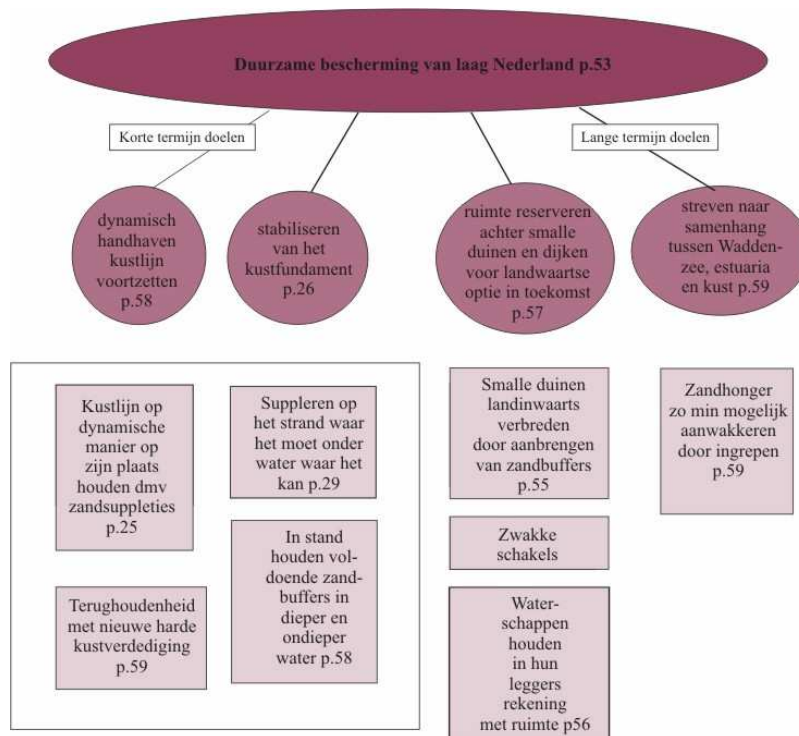 Duurzame bescherming van laag Nederland p.53
Korte termijn doelen
Lange termijn doelen
dynamisch
handhaven
kustlijn
voortzetten
p.58
stabiliseren
van het
kustfundament
p.26
ruimte reserveren
achter smalle
duinen en dijken
voor landwaartse
optie in toekomst
p.57
streven naar
samenhang
tussen Wadden-
zee, estuaria
en kust p.59
Kustlijn op
dynamische
manier op
zijn plaats
houden dmv
zandsuppleties
p.25
Suppleren op
het strand waar
het moet onder
water waar het
kan p.29
Smalle duinen
landinwaarts
verbreden
door aanbrengen
van zandbuffers
p.55
Zandhonger
zo min mogelijk
aanwakkeren
door ingrepen
p.59
Terughoudenheid
met nieuwe harde
kustverdediging
p.59
In stand
houden vol-
doende zand-
buffers in
dieper en
ondieper
water p.58
Zwakke
schakels
Water-
schappen
houden
in hun
leggers
rekening
met ruimte p56